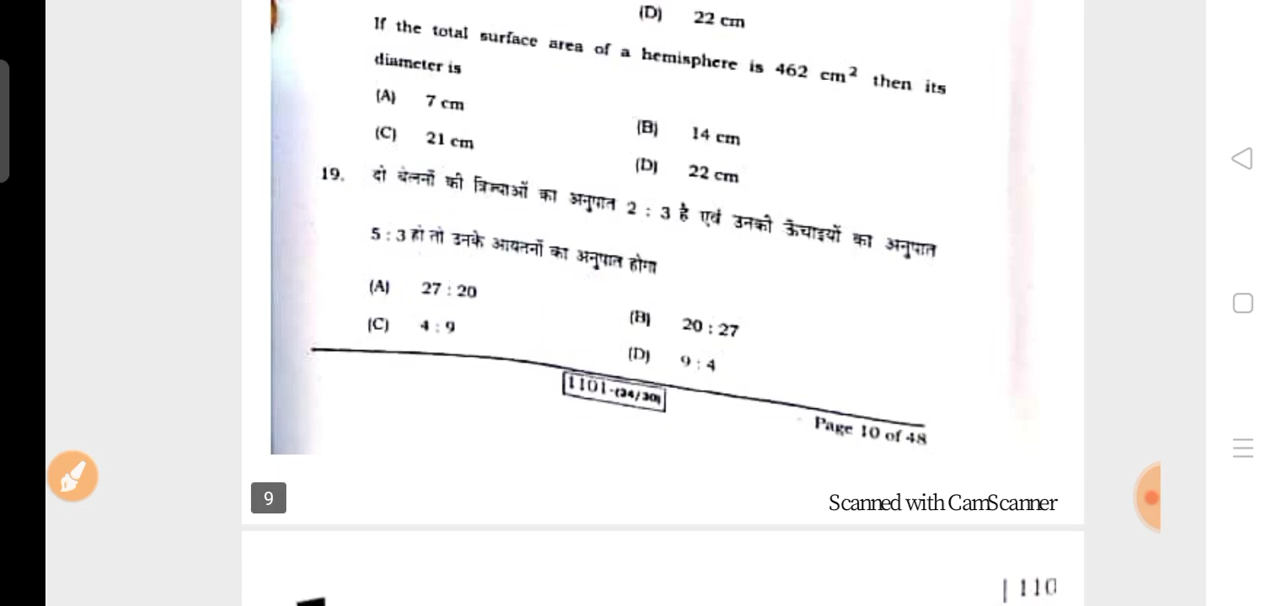 (D) 22 cm
If the total surface area of a hemisphere is 462 cm² then its
diameter is
(A) 7 cm
(B) 14 cm
(C) 21 cm
(D) 22 cm
19. दो बेलनों की त्रिज्याओं का अनुपात 2 : 3 है एवं उनकी ऊँचाइयों का अनुपात
5 : 3 हो तो उनके आयतनों का अनुपात होगा
(A) 27 : 20
(B) 20 : 27
(C) 4 : 9
(D) 9 : 4
1101-(24/30)
Page 10 of 48
9
Scanned with CamScanner
| 110